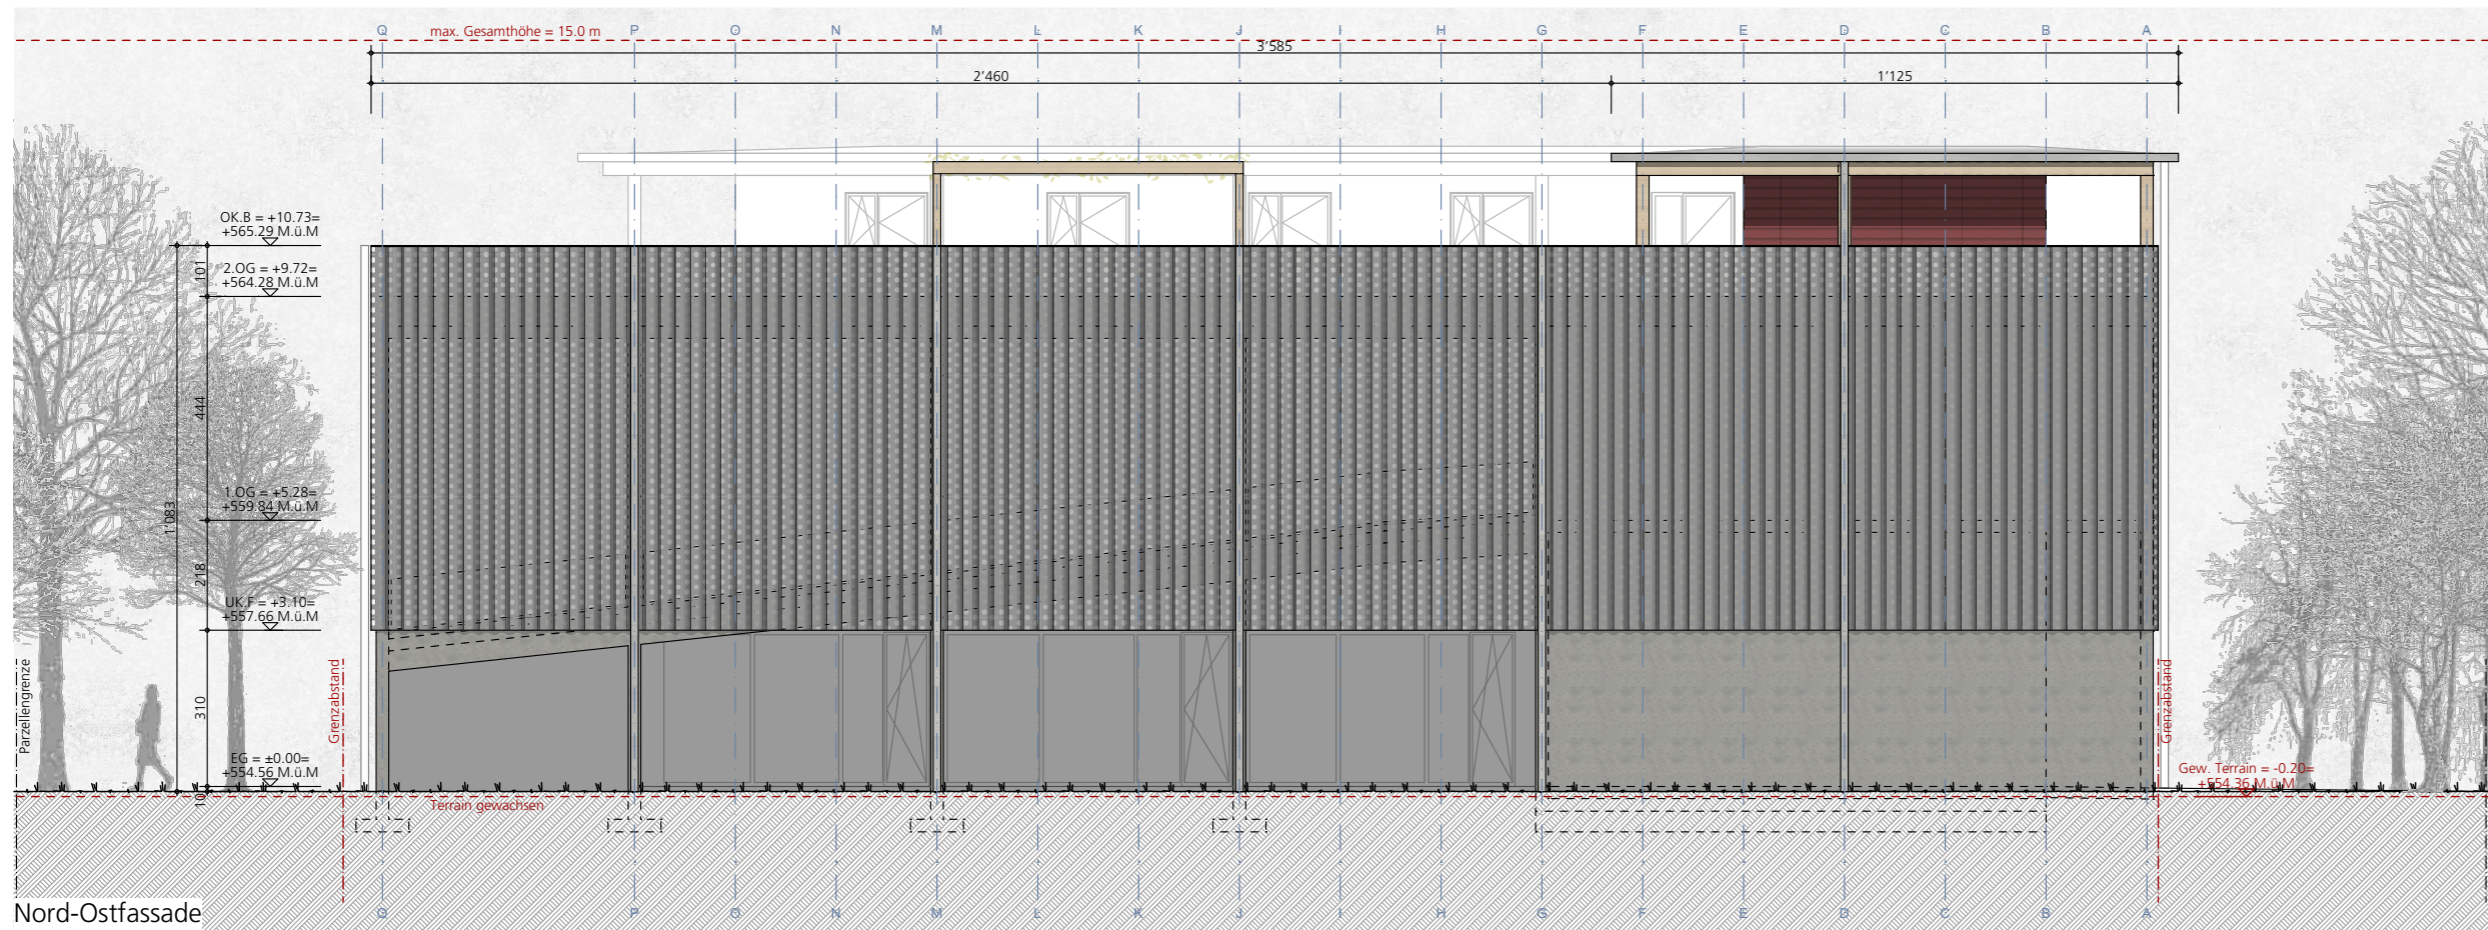 Q P O N M L K J I H G F E D C B A
max. Gesamthöhe = 15.0 m
3'585
2'460
1'125
OK.B = +10.73=
+565.29 M.ü.M
101
2.OG = +9.72=
+564.28 M.ü.M
444
1'083
1.OG = +5.28=
+559.84 M.ü.M
218
UK.F = +3.10=
+557.66 M.ü.M
310
EG = ±0.00=
+554.56 M.ü.M
10
Parzellengrenze
Grenzabstand
Grenzabstand
Gew. Terrain = -0.20=
+554.36 M.ü.M
Terrain gewachsen
Q P O N M L K J I H G F E D C B A
Nord-Ostfassade